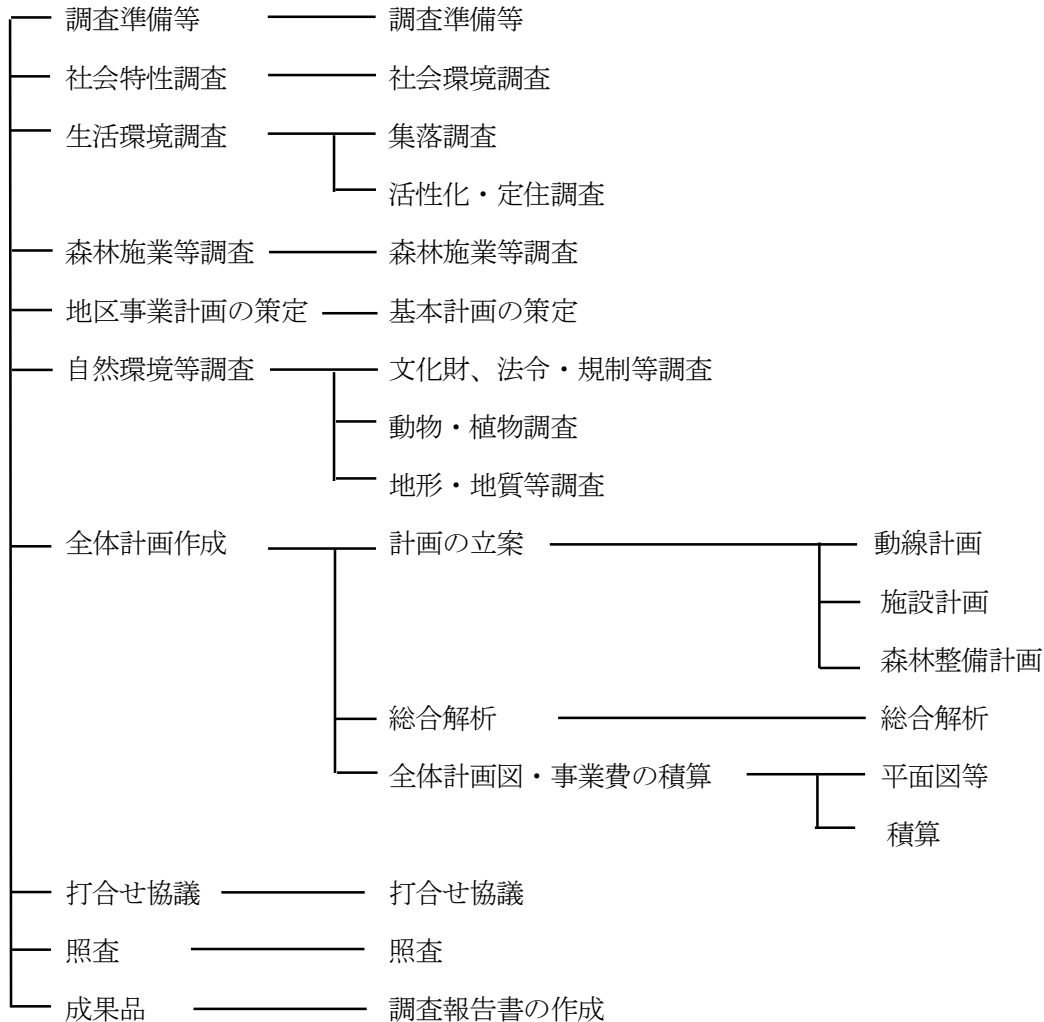 調査準備等 調査準備等
社会特性調査 社会環境調査
生活環境調査 集落調査
活性化・定住調査
森林施業等調査 森林施業等調査
地区事業計画の策定 基本計画の策定
自然環境等調査 文化財、法令・規制等調査
動物・植物調査
地形・地質等調査
全体計画作成 計画の立案 動線計画
施設計画
森林整備計画
総合解析 総合解析
全体計画図・事業費の積算 平面図等
積算
打合せ協議 打合せ協議
照査 照査
成果品 調査報告書の作成